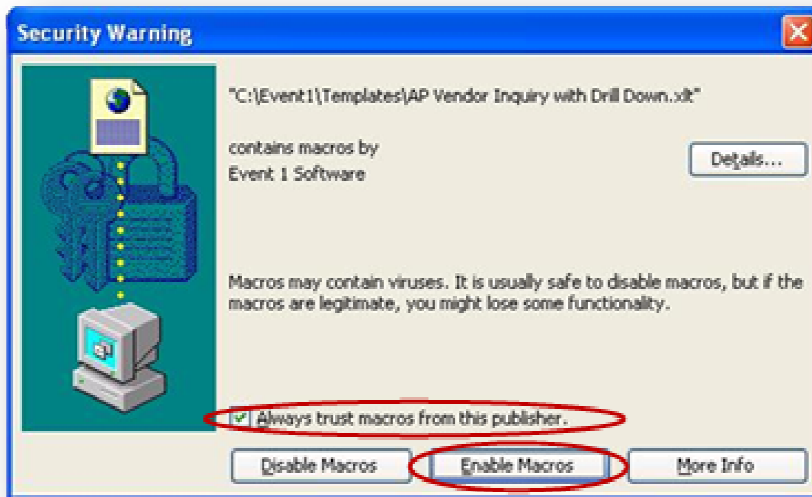 Security Warning
"C:\Event1\Templates\AP Vendor Inquiry with Drill Down.xlt"
contains macros by
Event 1 Software
Details...
Macros may contain viruses. It is usually safe to disable macros, but if the
macros are legitimate, you might lose some functionality.
Always trust macros from this publisher.
Disable Macros
Enable Macros
More Info